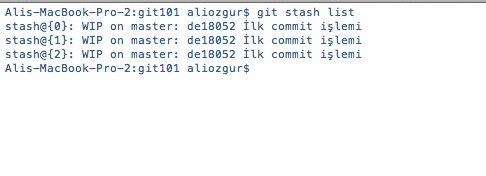 Alis-MacBook-Pro-2:git101 aliozgur$ git stash list
stash@{0}: WIP on master: de18052 İlk commit işlemi
stash@{1}: WIP on master: de18052 İlk commit işlemi
stash@{2}: WIP on master: de18052 İlk commit işlemi
Alis-MacBook-Pro-2:git101 aliozgur$